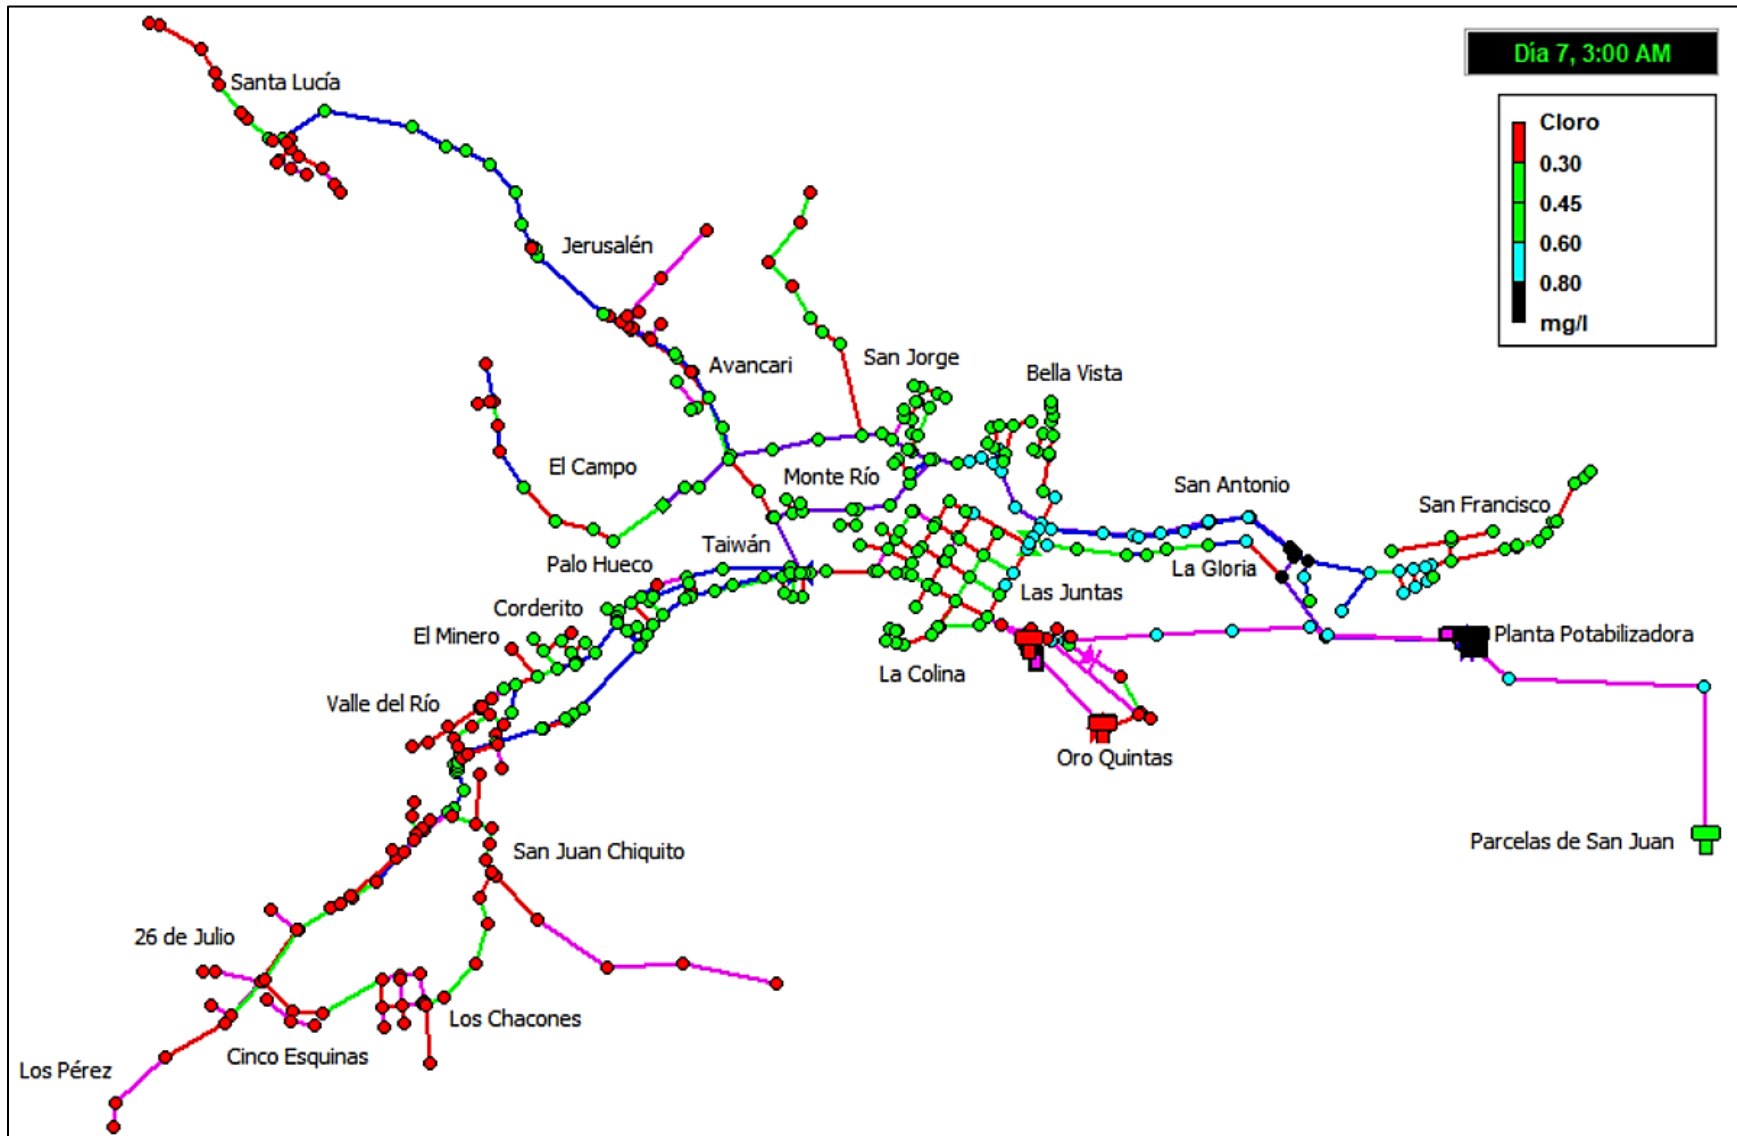 Día 7, 3:00 AM
Cloro
0.30
0.45
0.60
0.80
mg/l
Santa Lucía
Jerusalén
Avancari
San Jorge
Bella Vista
El Campo
Monte Río
San Antonio
San Francisco
Taiwán
Palo Hueco
La Gloria
Las Juntas
Corderito
El Minero
Planta Potabilizadora
La Colina
Valle del Río
Oro Quintas
Parcelas de San Juan
San Juan Chiquito
26 de Julio
Los Chacones
Cinco Esquinas
Los Pérez